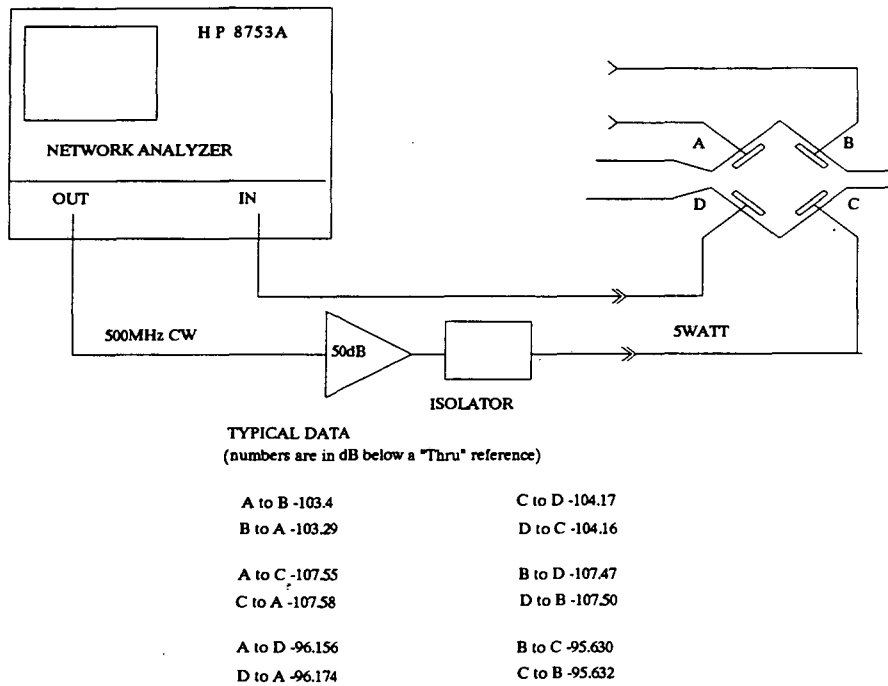 HP 8753A
NETWORK ANALYZER
OUT IN
A B
D C
500MHz CW
50dB
5WATT
ISOLATOR
TYPICAL DATA
(numbers are in dB below a "Thru" reference)
A to B -103.4 C to D -104.17
B to A -103.29 D to C -104.16
A to C -107.55 B to D -107.47
C to A -107.58 D to B -107.50
A to D -96.156 B to C -95.630
D to A -96.174 C to B -95.632